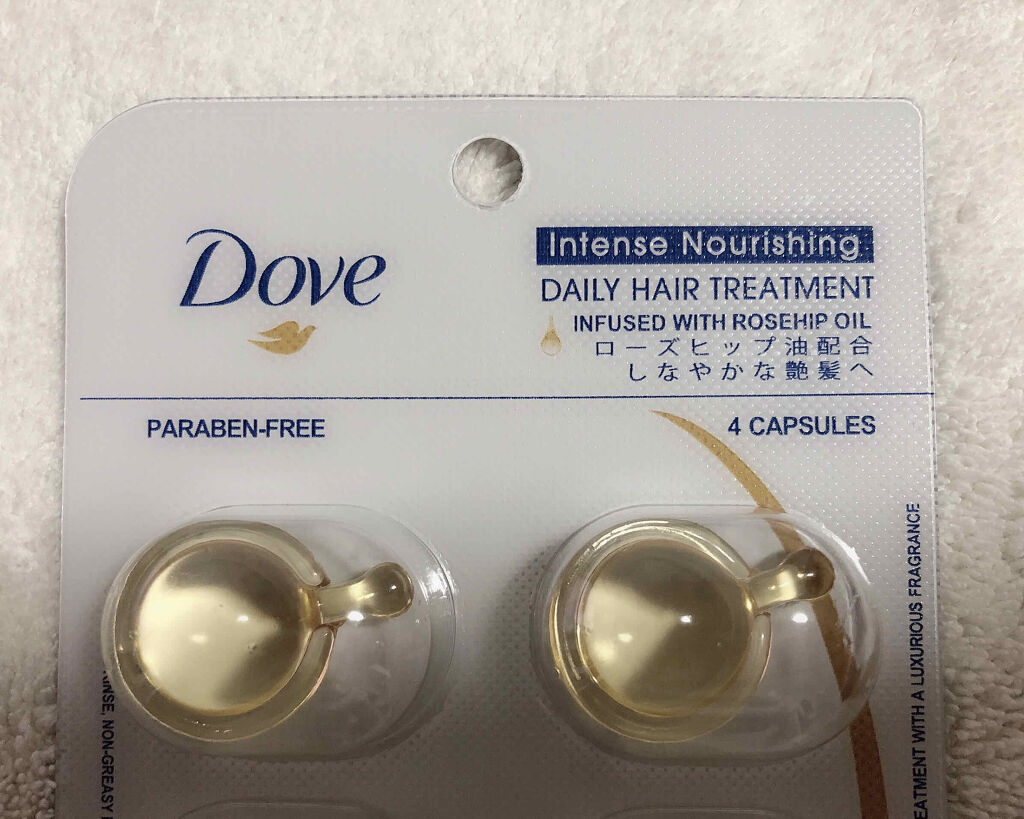 Dove
Intense Nourishing
DAILY HAIR TREATMENT
INFUSED WITH ROSEHIP OIL
ローズヒップ油配合
しなやかな艶髪へ
PARABEN-FREE
4 CAPSULES
NON-GREASY
WITH A LUXURIOUS FRAGRANCE